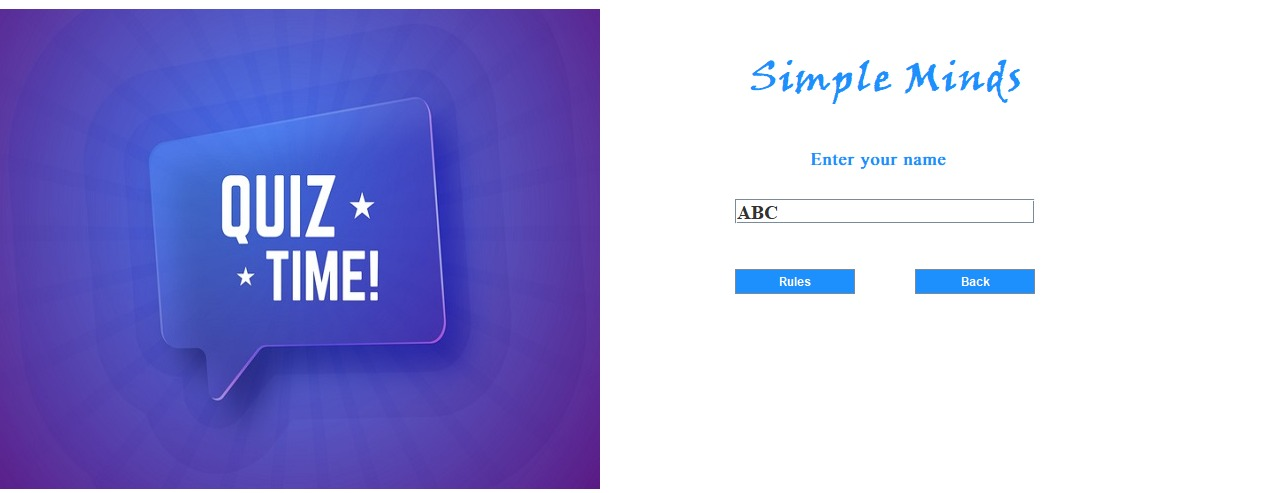 QUIZ
TIME!
Simple Minds
Enter your name
ABC
Rules
Back